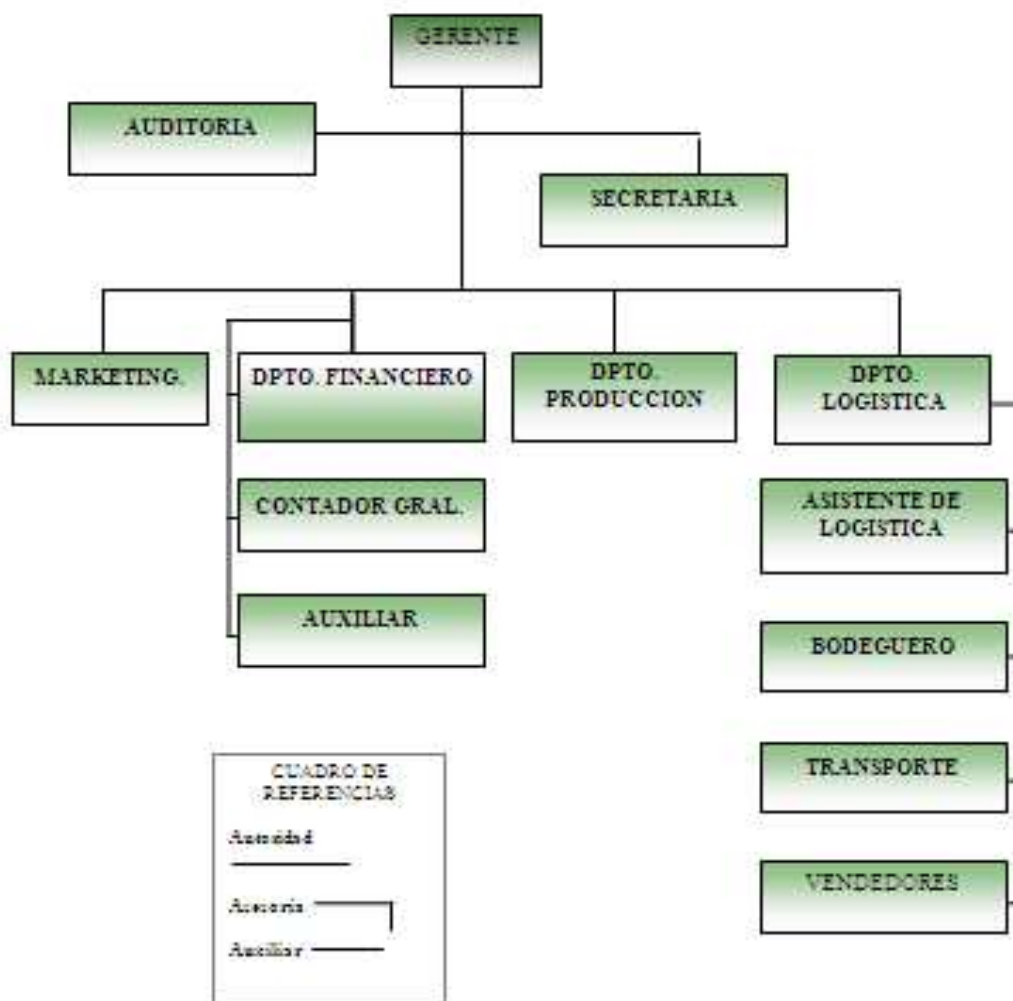 GERENTE
AUDITORIA
SECRETARIA
MARKETING.
DPTO. FINANCIERO
DPTO.
PRODUCCION
DPTO.
LOGISTICA
CONTADOR GRAL.
AUXILIAR
ASISTENTE DE
LOGISTICA
BODEGUERO
TRANSPORTE
VENDEDORES
CUADRO DE
REFERENCIAS
Autoridad
Asesoría
Auxiliar